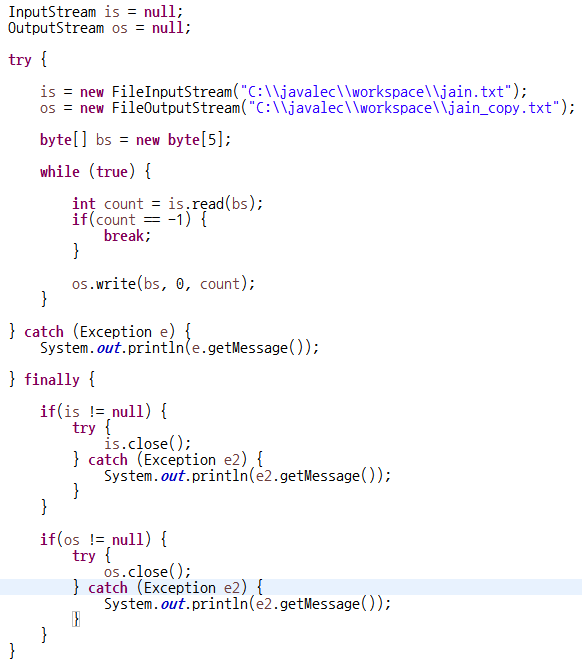 InputStream is = null;
OutputStream os = null;
try {
is = new FileInputStream("C:\\javalec\\workspace\\jain.txt");
os = new FileOutputStream("C:\\javalec\\workspace\\jain_copy.txt");
byte[] bs = new byte[5];
while (true) {
int count = is.read(bs);
if(count == -1) {
break;
}
os.write(bs, 0, count);
}
} catch (Exception e) {
System.out.println(e.getMessage());
} finally {
if(is != null) {
try {
is.close();
} catch (Exception e2) {
System.out.println(e2.getMessage());
}
}
if(os != null) {
try {
os.close();
} catch (Exception e2) {
System.out.println(e2.getMessage());
}
}
}